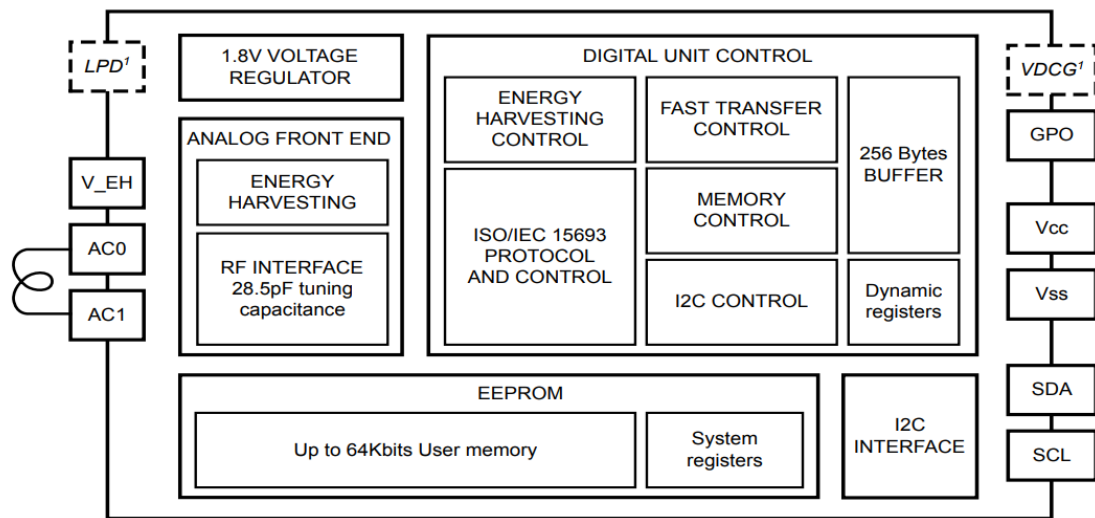 LPD¹
V_EH
AC0
AC1
1.8V VOLTAGE
REGULATOR
ANALOG FRONT END
ENERGY
HARVESTING
RF INTERFACE
28.5pF tuning
capacitance
DIGITAL UNIT CONTROL
ENERGY
HARVESTING
CONTROL
ISO/IEC 15693
PROTOCOL
AND CONTROL
FAST TRANSFER
CONTROL
MEMORY
CONTROL
I2C CONTROL
256 Bytes
BUFFER
Dynamic
registers
EEPROM
Up to 64Kbits User memory
System
registers
I2C
INTERFACE
VDCG¹
GPO
Vcc
Vss
SDA
SCL